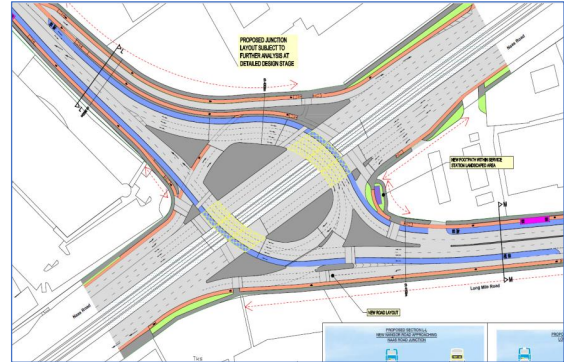 PROPOSED JUNCTION
LAYOUT SUBJECT TO
FURTHER ANALYSIS AT
DETAILED DESIGN STAGE
Naas Road
NEW FOOTPATH WITHIN SERVICE
STATION LANDSCAPED AREA
M
Long Mile Road
M
Naas Road
NEW ROAD LAYOUT
PROPOSED SECTION L-L
NEW NANGOR ROAD APPROACHING
NAAS ROAD JUNCTION